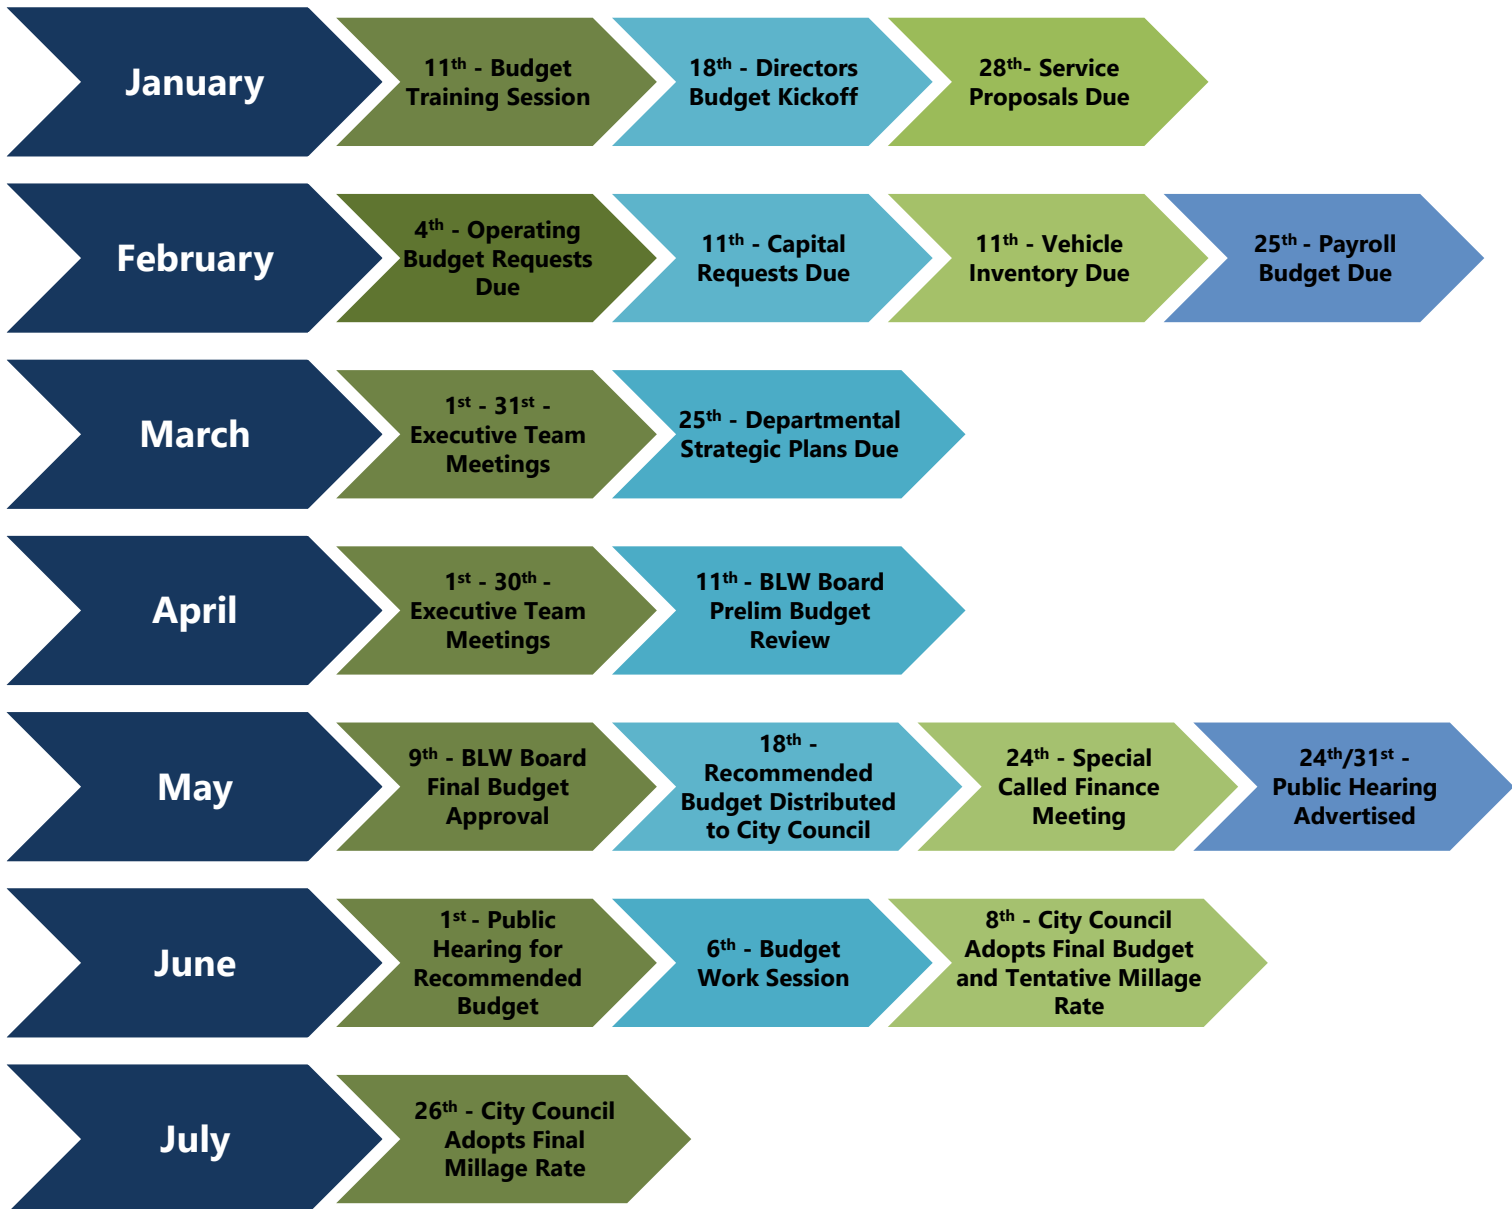 January
11th - Budget
Training Session
18th - Directors
Budget Kickoff
28th- Service
Proposals Due
February
4th - Operating
Budget Requests
Due
11th - Capital
Requests Due
11th - Vehicle
Inventory Due
25th - Payroll
Budget Due
March
1st - 31st -
Executive Team
Meetings
25th - Departmental
Strategic Plans Due
April
1st - 30th -
Executive Team
Meetings
11th - BLW Board
Prelim Budget
Review
May
9th - BLW Board
Final Budget
Approval
18th -
Recommended
Budget Distributed
to City Council
24th - Special
Called Finance
Meeting
24th/31st -
Public Hearing
Advertised
June
1st - Public
Hearing for
Recommended
Budget
6th - Budget
Work Session
8th - City Council
Adopts Final Budget
and Tentative Millage
Rate
July
26th - City Council
Adopts Final
Millage Rate